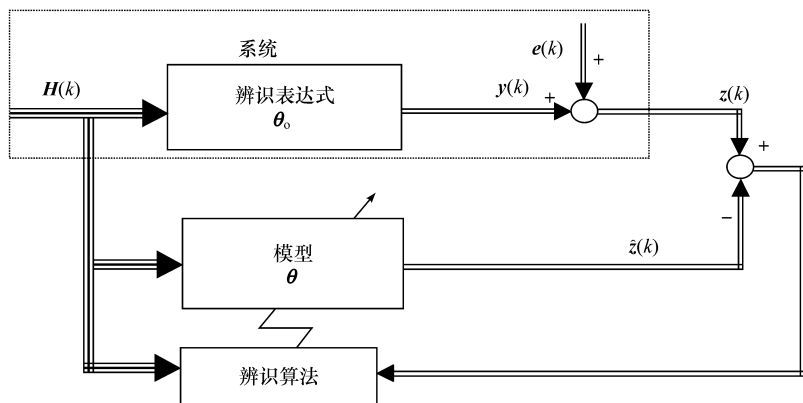 系统
e(k)
+
H(k)
辨识表达式
θ₀
y(k)
+
z(k)
+
−
模型
θ
ẑ(k)
辨识算法